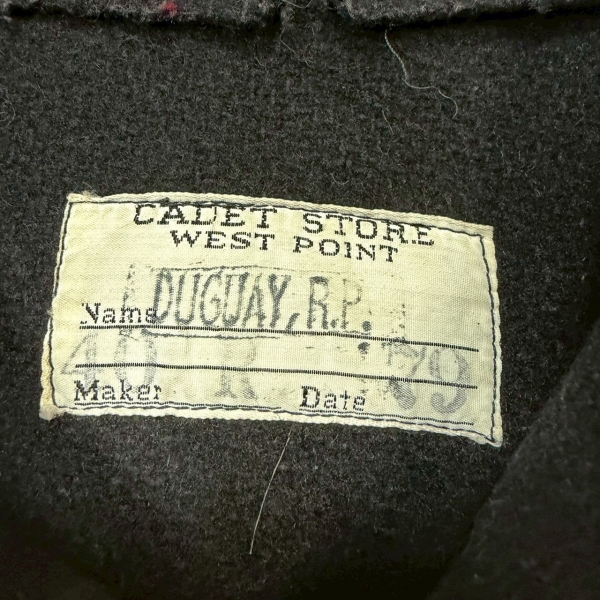 CADET STORE
WEST POINT
Name DUGUAY, R.P.
40 R 79
Maker Date